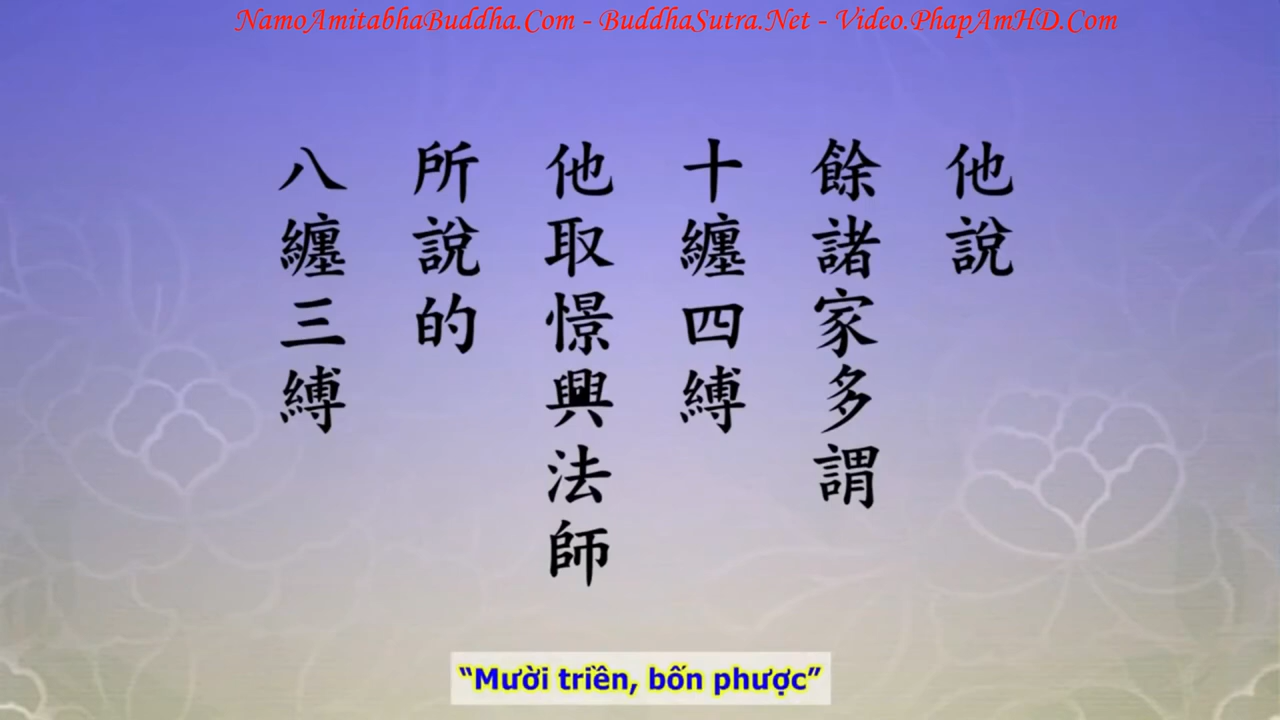 NamoAmitabhaBuddha.Com - BuddhaSutra.Net - Video.PhapAmHD.Com
他說
餘諸家多謂
十纏四縛
他取憬興法師
所說的
八纏三縛
“Mười triền, bốn phược”